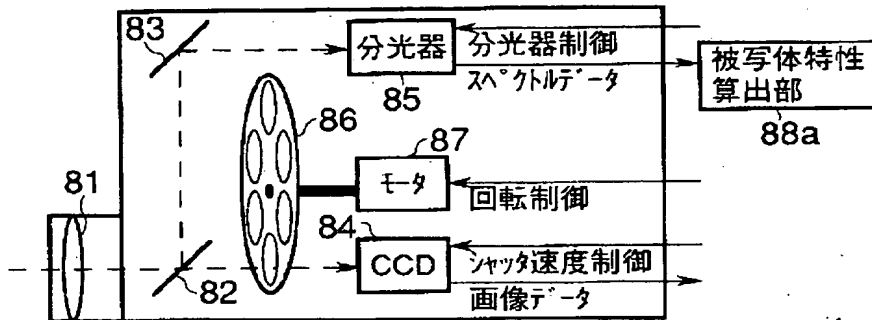 83
分光器
85
分光器制御
スペクトルデータ
被写体特性
算出部
88a
86
87
モータ
回転制御
81
82
84
CCD
シャッタ速度制御
画像データ